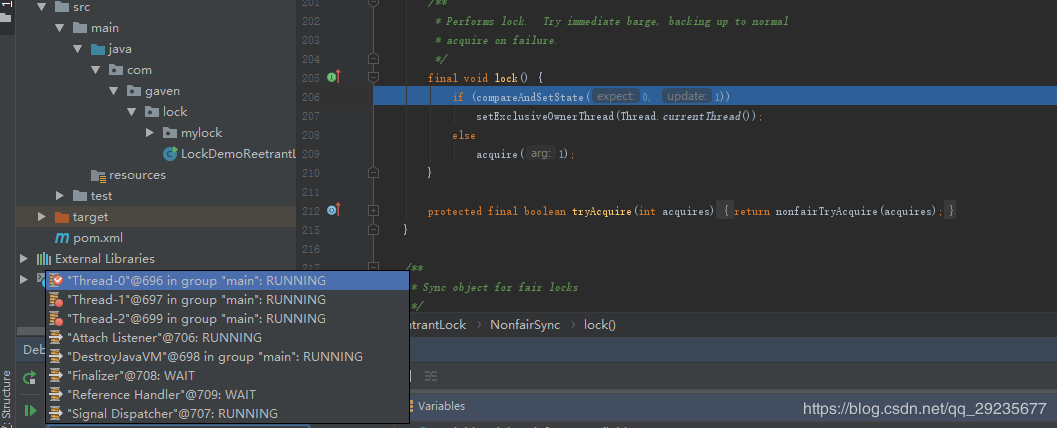 src
main
java
com
gaven
lock
mylock
LockDemoReetrantL
resources
test
target
pom.xml
External Libraries
"Thread-0"@696 in group "main": RUNNING
"Thread-1"@697 in group "main": RUNNING
"Thread-2"@699 in group "main": RUNNING
"Attach Listener"@706: RUNNING
"DestroyJavaVM"@698 in group "main": RUNNING
"Finalizer"@708: WAIT
"Reference Handler"@709: WAIT
"Signal Dispatcher"@707: RUNNING
Deb
1
: Structure
201 /**
202 * Performs lock. Try immediate barge, backing up to normal
203 * acquire on failure.
204 */
205 final void lock() {
206 if (compareAndSetState( expect: 0, update: 1))
207 setExclusiveOwnerThread(Thread.currentThread());
208 else
209 acquire( arg: 1);
210 }
211
212 protected final boolean tryAcquire(int acquires) { return nonfairTryAcquire(acquires); }
215 }
216
217 /**
* Sync object for fair locks
*/
ntrantLock > NonfairSync > lock()
Variables
https://blog.csdn.net/qq_29235677